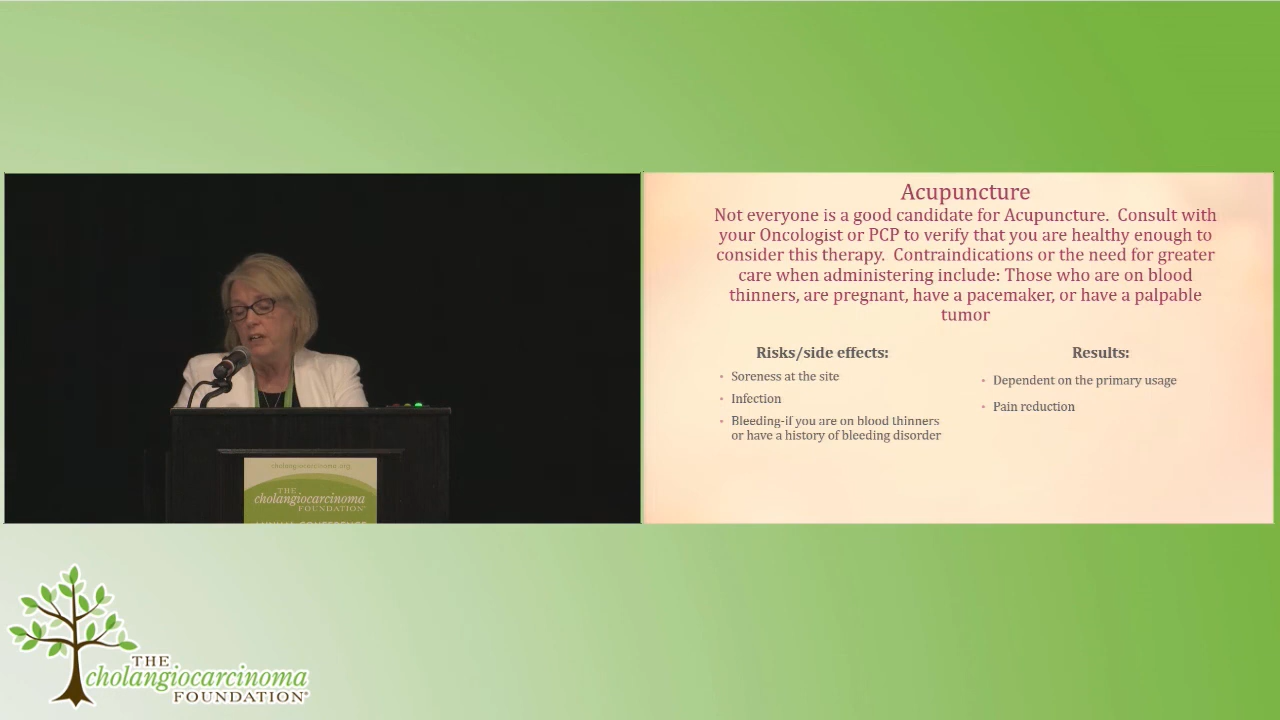 Acupuncture
Not everyone is a good candidate for Acupuncture.  Consult with
your Oncologist or PCP to verify that you are healthy enough to
consider this therapy.  Contraindications or the need for greater
care when administering include: Those who are on blood
thinners, are pregnant, have a pacemaker, or have a palpable
tumor
Risks/side effects:
• Soreness at the site
• Infection
• Bleeding-if you are on blood thinners
or have a history of bleeding disorder
Results:
• Dependent on the primary usage
• Pain reduction
cholangiocarcinoma.org
THE
cholangiocarcinoma
FOUNDATION
ANNUAL CONFERENCE
THE
cholangiocarcinoma
FOUNDATION®